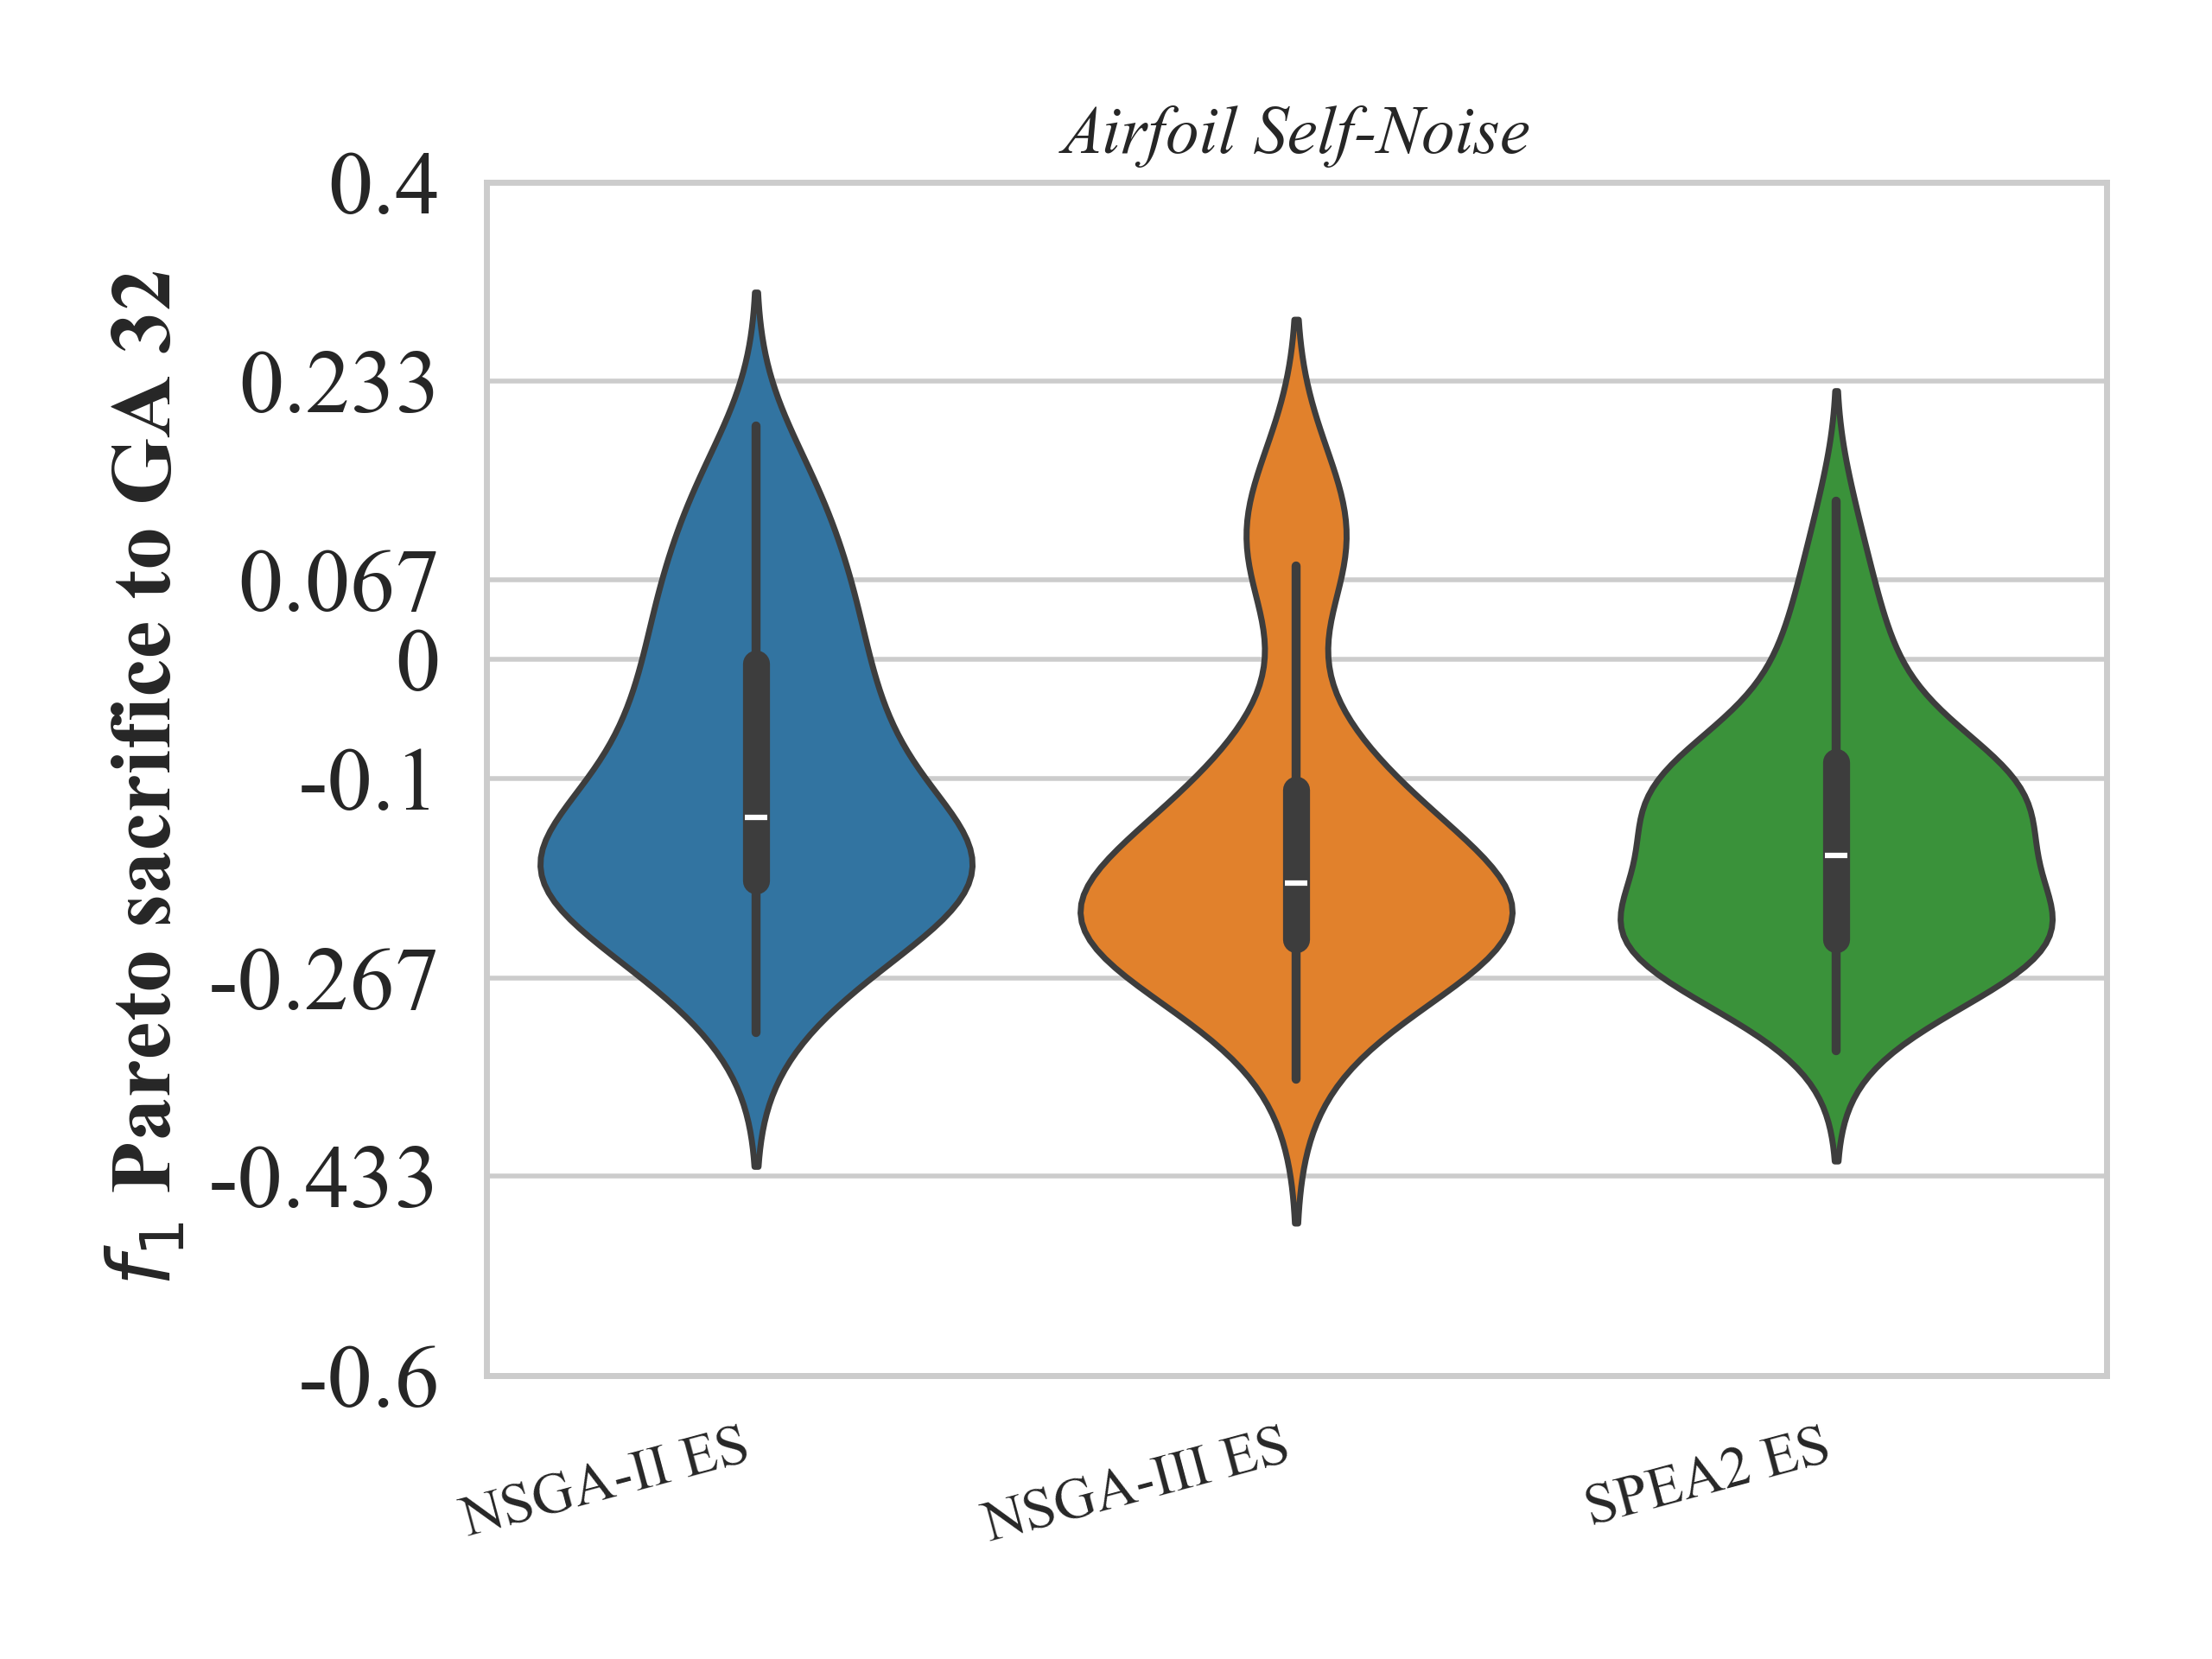 Airfoil Self-Noise
f1 Pareto sacrifice to GA 32
0.4
0.233
0.067
0
-0.1
-0.267
-0.433
-0.6
NSGA-II ES
NSGA-III ES
SPEA2 ES